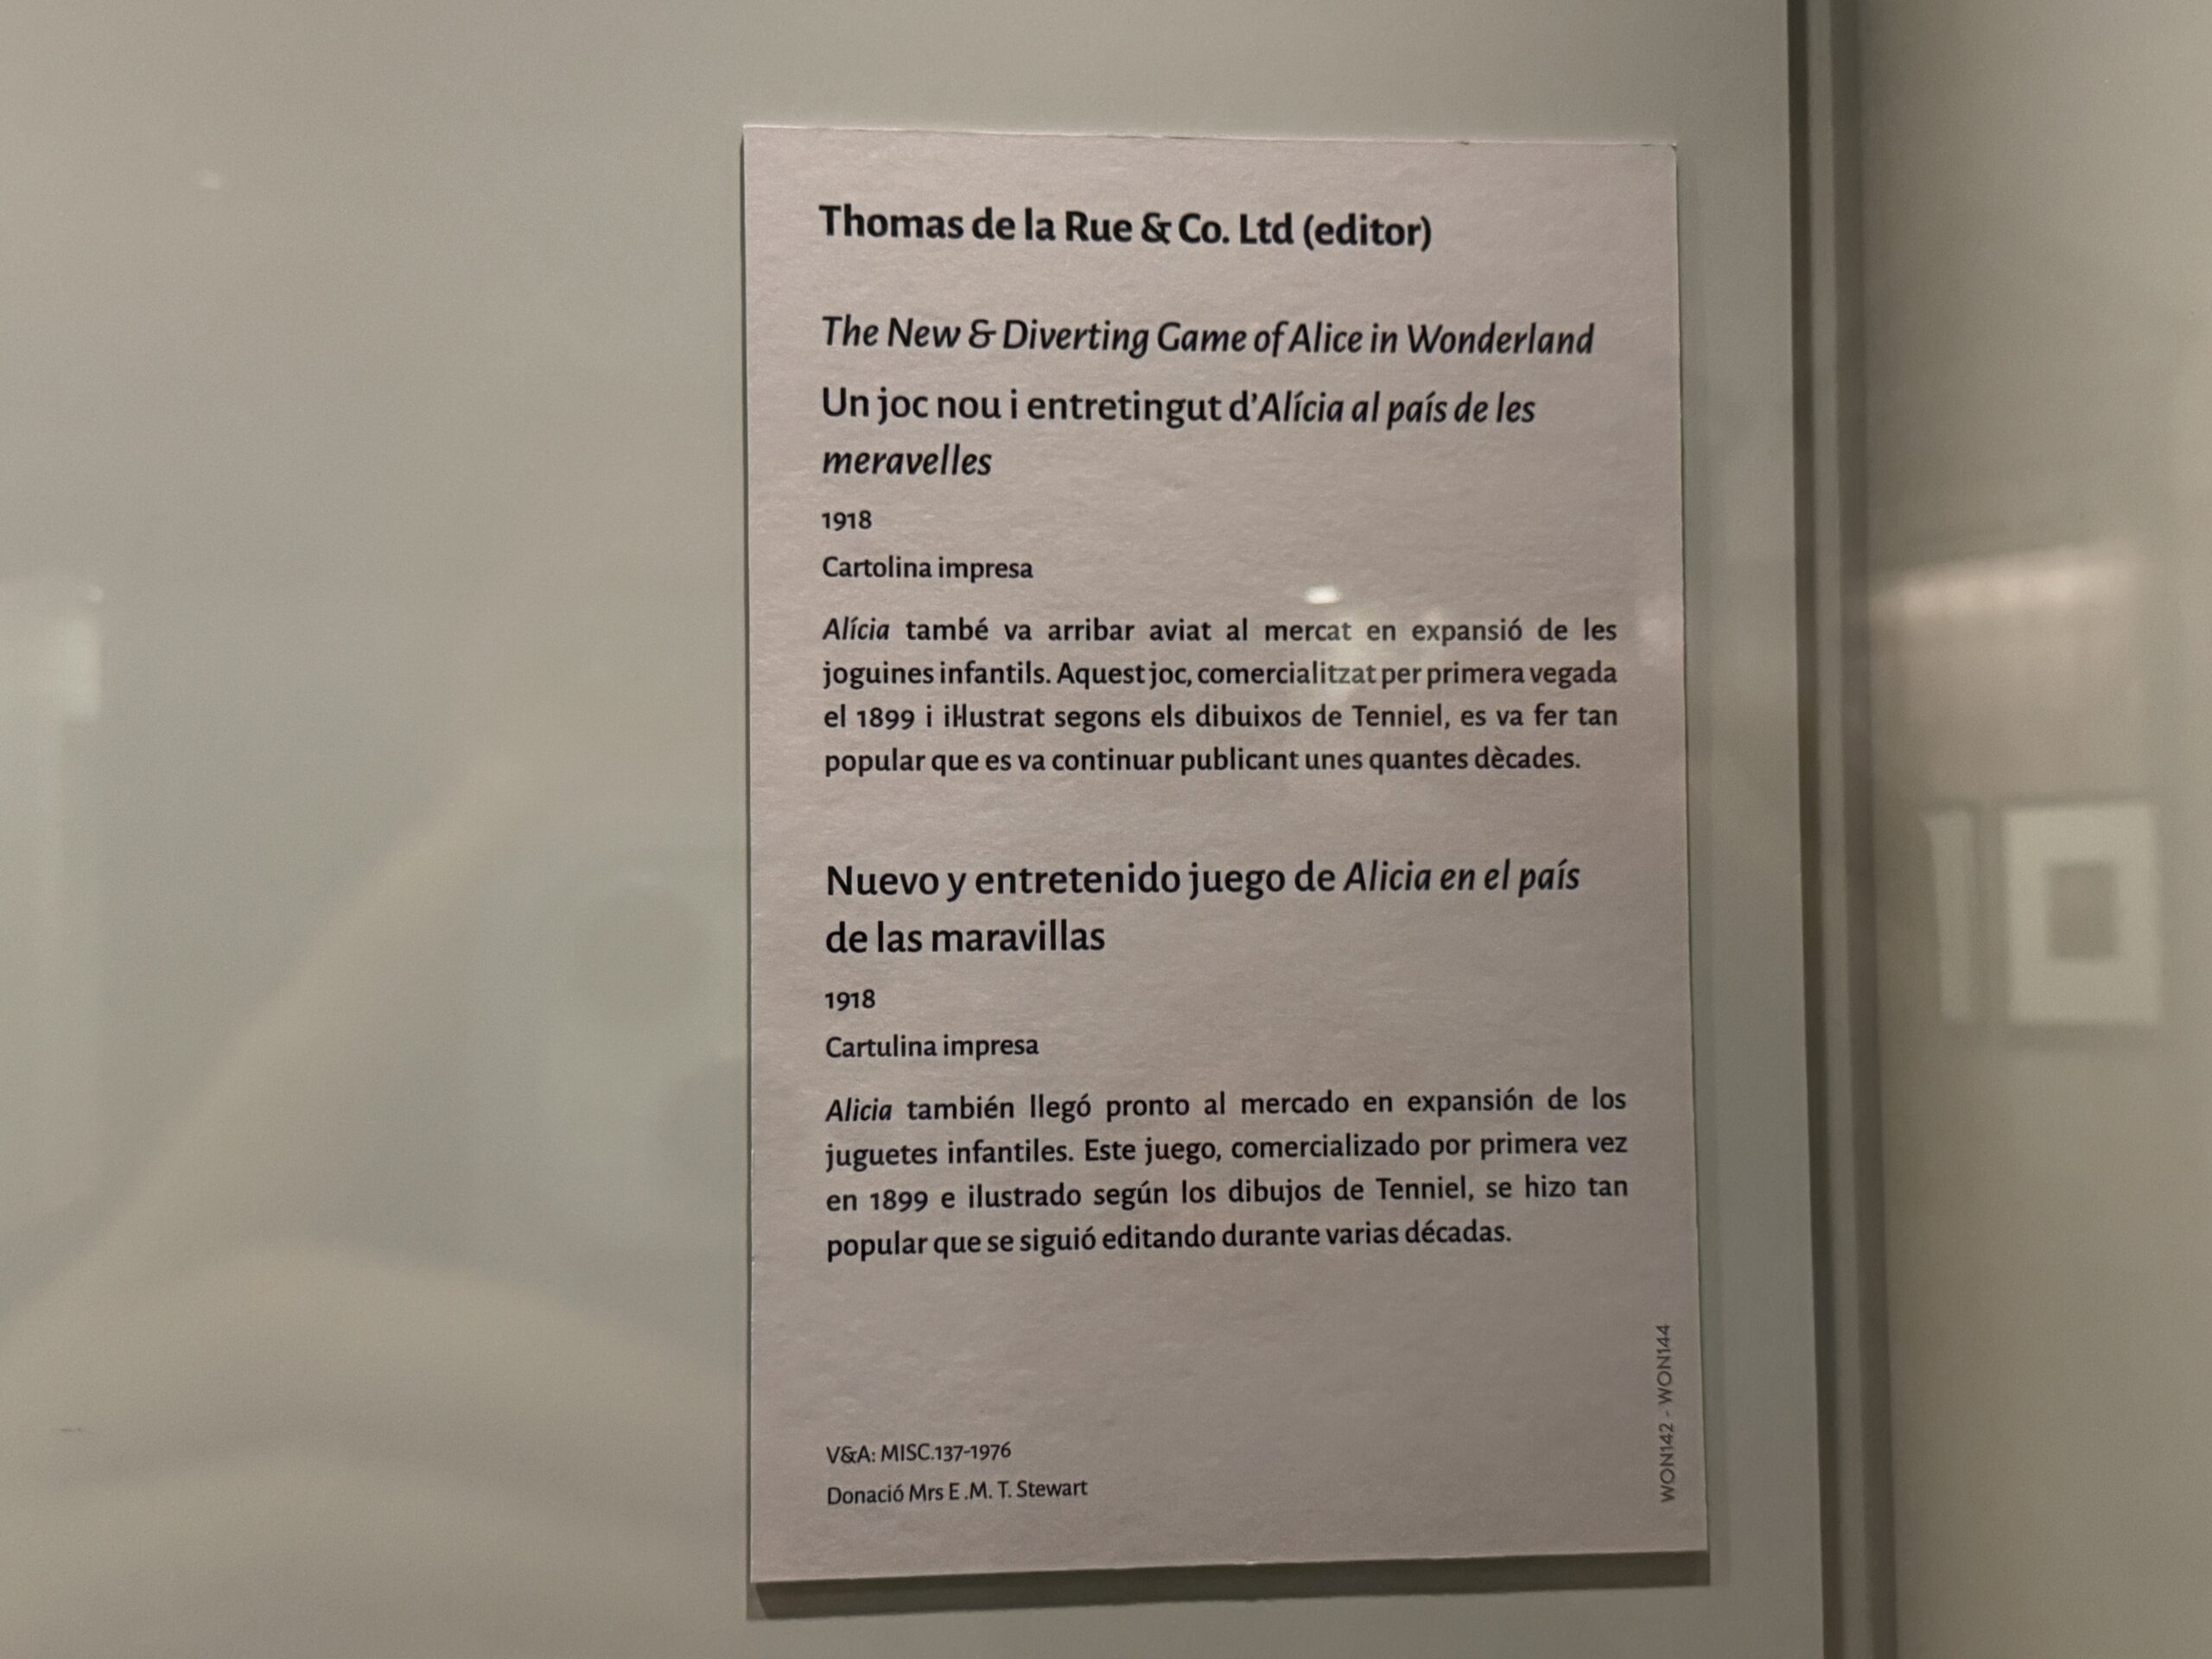 Thomas de la Rue & Co. Ltd (editor)
The New & Diverting Game of Alice in Wonderland
Un joc nou i entretingut d’Alícia al país de les
meravelles
1918
Cartolina impresa
Alícia també va arribar aviat al mercat en expansió de les
joguines infantils. Aquest joc, comercialitzat per primera vegada
el 1899 i il·lustrat segons els dibuixos de Tenniel, es va fer tan
popular que es va continuar publicant unes quantes dècades.
Nuevo y entretenido juego de Alicia en el país
de las maravillas
1918
Cartulina impresa
Alicia también llegó pronto al mercado en expansión de los
juguetes infantiles. Este juego, comercializado por primera vez
en 1899 e ilustrado según los dibujos de Tenniel, se hizo tan
popular que se siguió editando durante varias décadas.
V&A: MISC.137-1976
Donació Mrs E .M. T. Stewart
WON142 - WON144